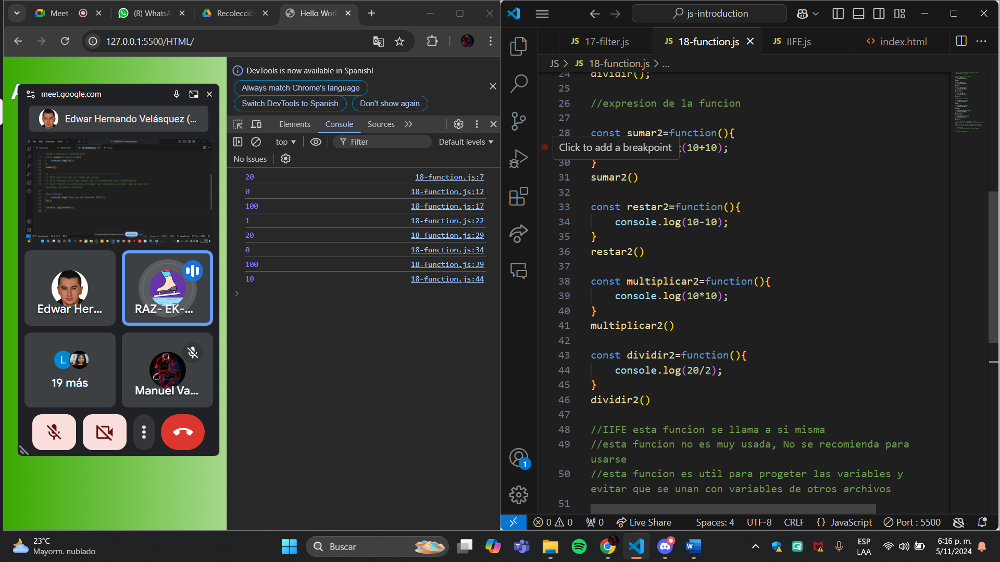 Meet -
(8) WhatsA
Recolecció
Hello Worl
127.0.0.1:5500/HTML/
meet.google.com
Edwar Hernando Velásquez (...
Edwar Her...
RAZ- EK-...
L
19 más
Manuel Va...
DevTools is now available in Spanish!
Always match Chrome's language
Switch DevTools to Spanish
Don't show again
Elements
Console
Sources
top
Filter
Default levels
No Issues
20 18-function.js:7
0 18-function.js:12
100 18-function.js:17
1 18-function.js:22
20 18-function.js:29
0 18-function.js:34
100 18-function.js:39
10 18-function.js:44
js-introduction
JS 17-filter.js
JS 18-function.js
JS IIFE.js
index.html
JS > JS 18-function.js > ...
24 dividir();
25
26 //expresion de la funcion
27
28 const sumar2=function(){
Click to add a breakpoint
(10+10);
30 }
31 sumar2()
32
33 const restar2=function(){
34 console.log(10-10);
35 }
36 restar2()
37
38 const multiplicar2=function(){
39 console.log(10*10);
40 }
41 multiplicar2()
42
43 const dividir2=function(){
44 console.log(20/2);
45 }
46 dividir2()
47
48 //IIFE esta funcion se llama a si misma
49 //esta funcion no es muy usada, No se recomienda para
usarse
50 //esta funcion es util para progeter las variables y
evitar que se unan con variables de otros archivos
51
1
0 0
0
Live Share
Spaces: 4
UTF-8
CRLF
{} JavaScript
Port : 5500
23°C
Mayorm. nublado
Buscar
ESP
LAA
6:16 p. m.
5/11/2024